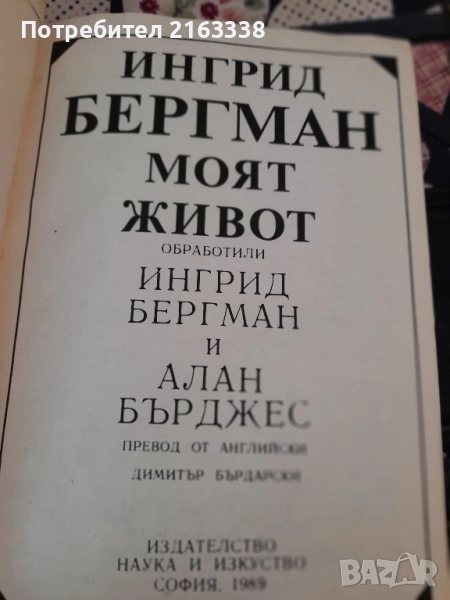 Потребител 2163338
ИНГРИД
БЕРГМАН
МОЯТ
ЖИВОТ
ОБРАБОТИЛИ
ИНГРИД
БЕРГМАН
И
АЛАН
БЪРДЖЕС
ПРЕВОД ОТ АНГЛИЙСКИ
ДИМИТЪР БЪРДАРСКИ
ИЗДАТЕЛСТВО
НАУКА И ИЗКУСТВО
СОФИЯ, 1989
BAZAR